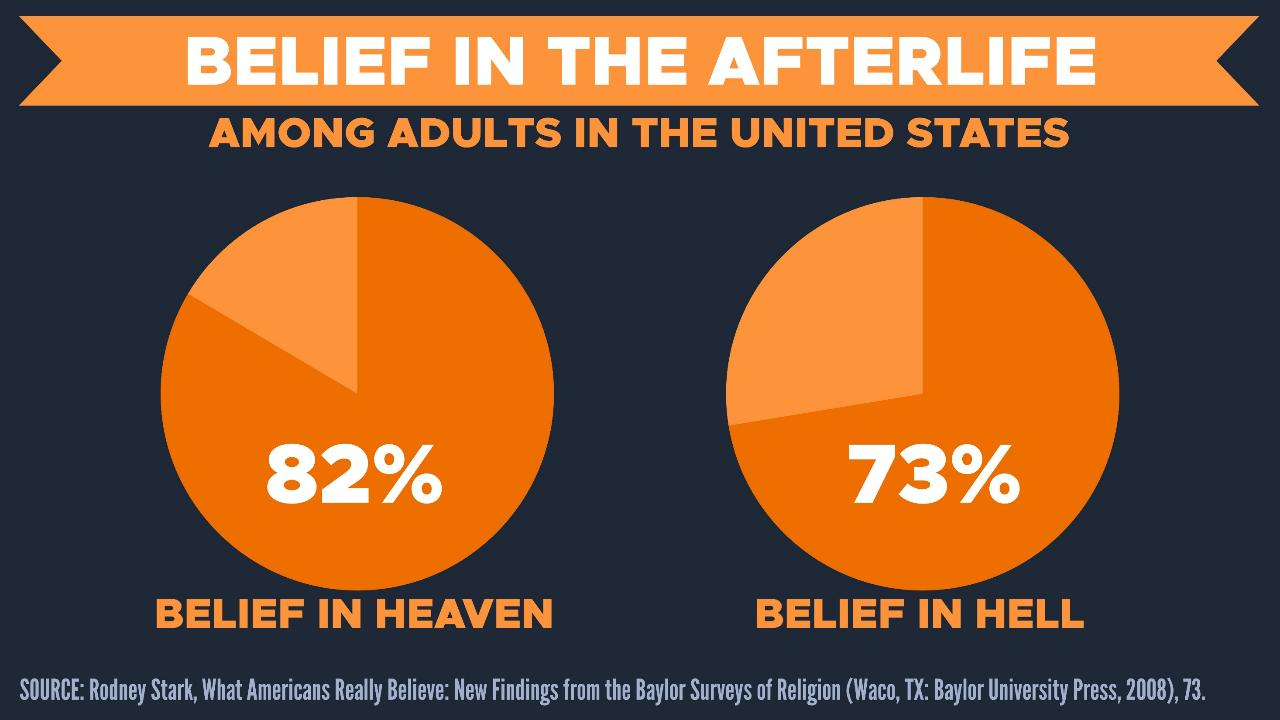 BELIEF IN THE AFTERLIFE
AMONG ADULTS IN THE UNITED STATES
82%
73%
BELIEF IN HEAVEN
BELIEF IN HELL
SOURCE: Rodney Stark, What Americans Really Believe: New Findings from the Baylor Surveys of Religion (Waco, TX: Baylor University Press, 2008), 73.